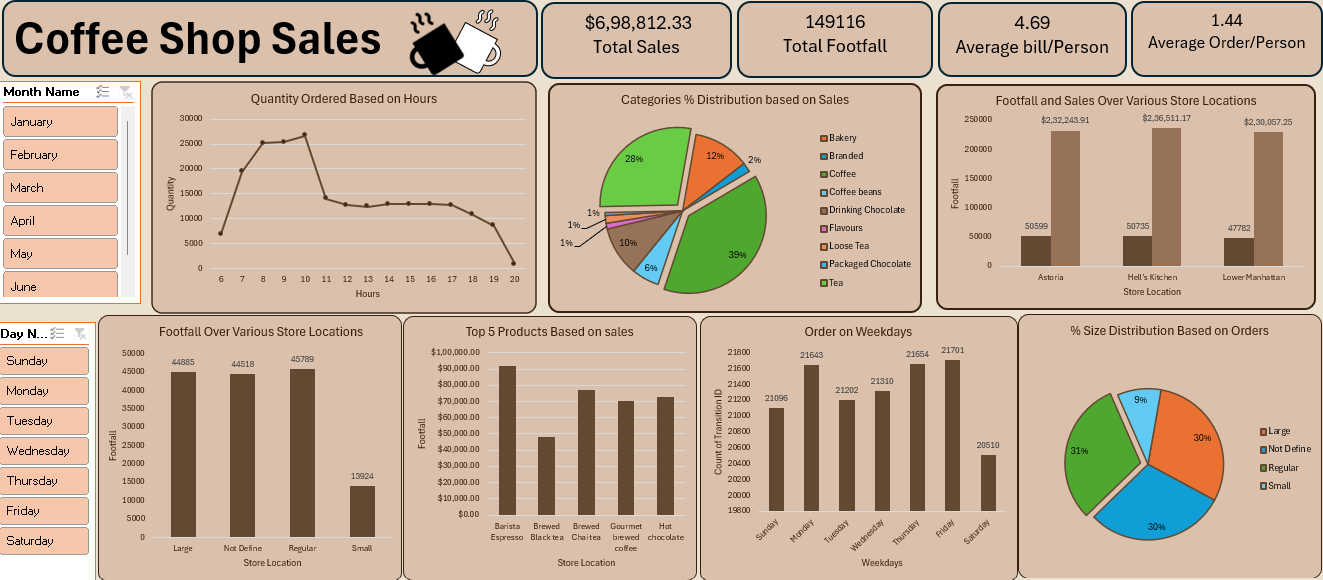 Coffee Shop Sales
$6,98,812.33
Total Sales
149116
Total Footfall
4.69
Average bill/Person
1.44
Average Order/Person
Month Name
January
February
March
April
May
June
Quantity Ordered Based on Hours
30000
25000
20000
15000
10000
5000
0
Quantity
6 7 8 9 10 11 12 13 14 15 16 17 18 19 20
Hours
Categories % Distribution based on Sales
28%
12%
2%
39%
6%
10%
1%
1%
1%
Bakery
Branded
Coffee
Coffee beans
Drinking Chocolate
Flavours
Loose Tea
Packaged Chocolate
Tea
Footfall and Sales Over Various Store Locations
250000
200000
150000
100000
50000
0
Footfall
$2,32,243.91
$2,36,511.17
$2,30,057.25
50599
50735
47782
Astoria
Hell's Kitchen
Lower Manhattan
Store Location
Day N...
Sunday
Monday
Tuesday
Wednesday
Thursday
Friday
Saturday
Footfall Over Various Store Locations
50000
45000
40000
35000
30000
25000
20000
15000
10000
5000
0
Footfall
44885
44518
45789
13924
Large
Not Define
Regular
Small
Store Location
Top 5 Products Based on sales
$1,00,000.00
$90,000.00
$80,000.00
$70,000.00
$60,000.00
$50,000.00
$40,000.00
$30,000.00
$20,000.00
$10,000.00
$0.00
Footfall
Barista
Espresso
Brewed
Black tea
Brewed
Chai tea
Gourmet
brewed
coffee
Hot
chocolate
Store Location
Order on Weekdays
21800
21600
21400
21200
21000
20800
20600
20400
20200
20000
19800
Count of Transition ID
21096
21643
21202
21310
21654
21701
20510
Sunday
Monday
Tuesday
Wednesday
Thursday
Friday
Saturday
Weekdays
% Size Distribution Based on Orders
9%
30%
30%
31%
Large
Not Define
Regular
Small